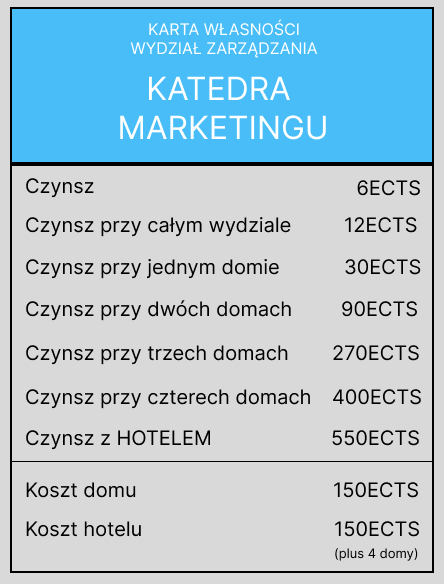 KARTA WŁASNOŚCI
WYDZIAŁ ZARZĄDZANIA
KATEDRA
MARKETINGU
Czynsz 6ECTS
Czynsz przy całym wydziale 12ECTS
Czynsz przy jednym domie 30ECTS
Czynsz przy dwóch domach 90ECTS
Czynsz przy trzech domach 270ECTS
Czynsz przy czterech domach 400ECTS
Czynsz z HOTELEM 550ECTS
Koszt domu 150ECTS
Koszt hotelu 150ECTS
(plus 4 domy)